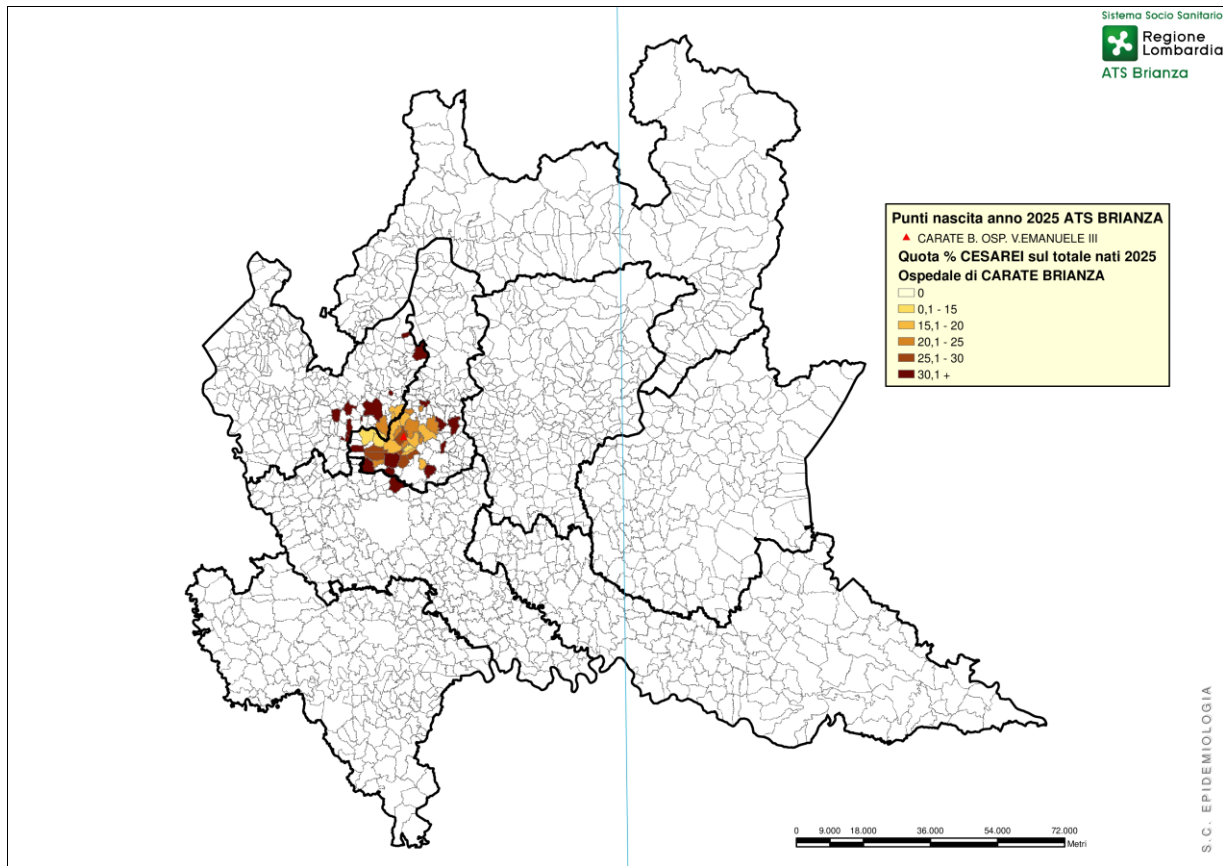 Sistema Socio Sanitario
Regione
Lombardia
ATS Brianza
Punti nascita anno 2025 ATS BRIANZA
CARATE B. OSP. V.EMANUELE III
Quota % CESAREI sul totale nati 2025
Ospedale di CARATE BRIANZA
0
0,1 - 15
15,1 - 20
20,1 - 25
25,1 - 30
30,1 +
S.C. EPIDEMIOLOGIA
0 9.000 18.000 36.000 54.000 72.000
Metri